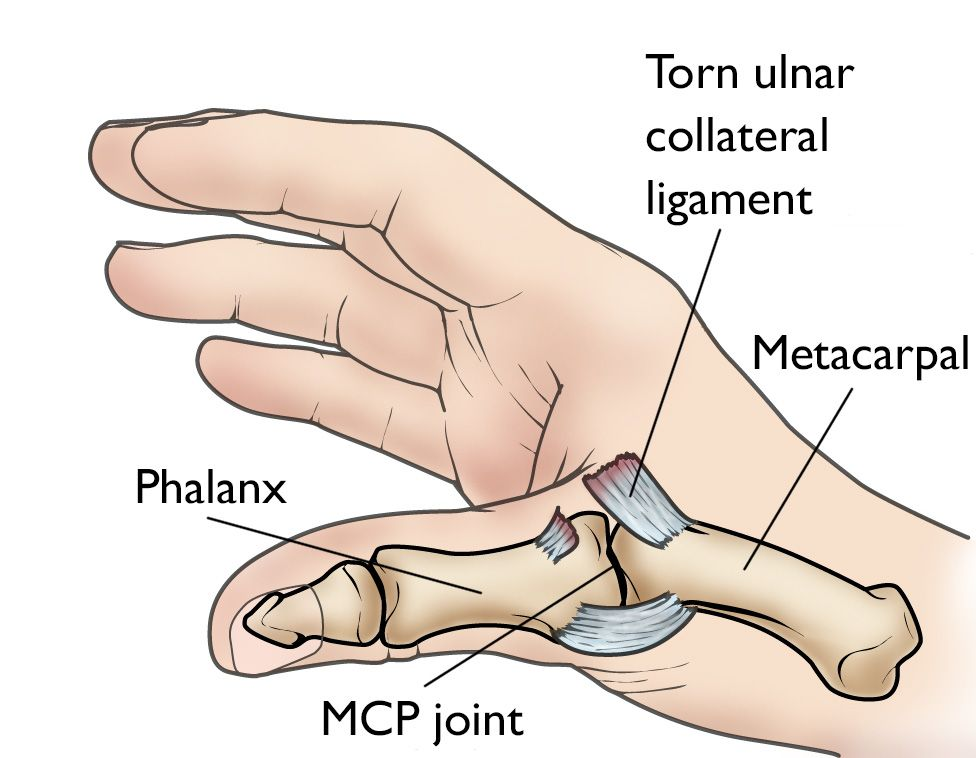 Torn ulnar
collateral
ligament
Metacarpal
Phalanx
MCP joint